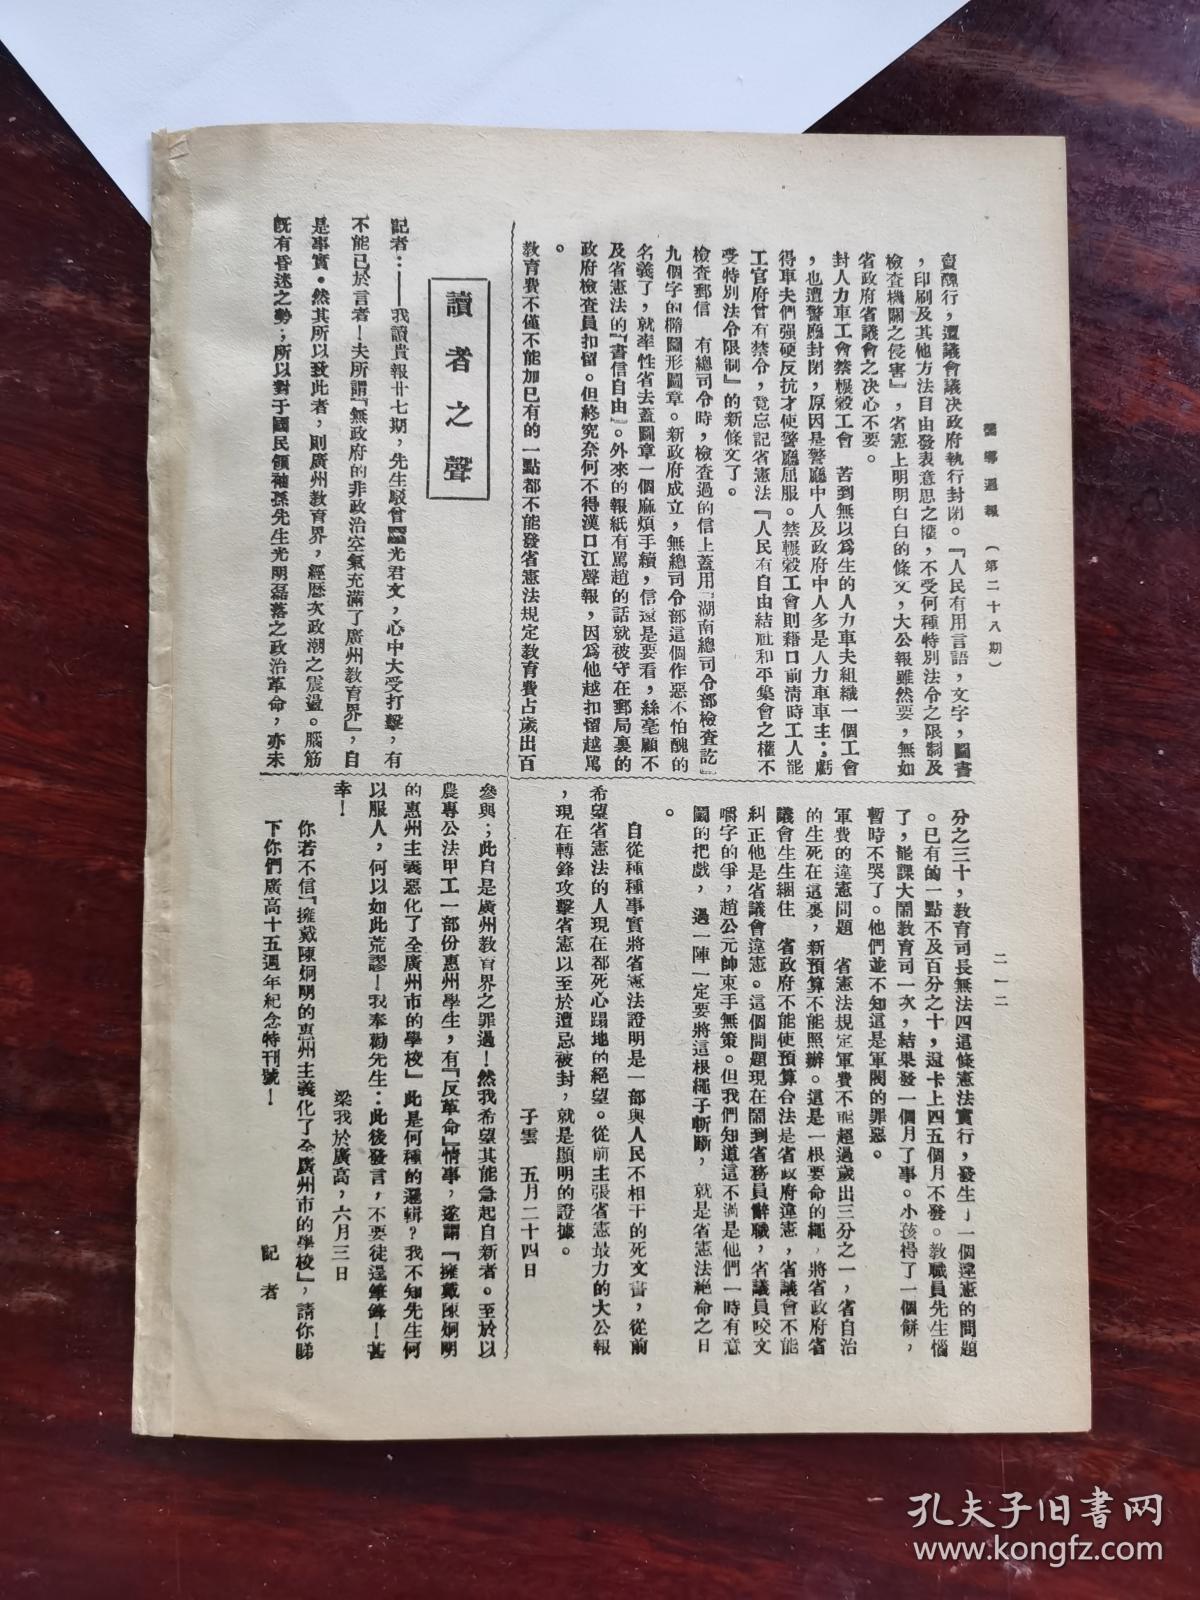 嚮導週報（第二十八期）
二一二
賣醜行，遭議會議決政府執行封閉。『人民有用言語，文字，圖書
，印刷及其他方法自由發表意思之權，不受何種特別法令之限制及
檢查機關之侵害』，省憲上明明白白的條文，大公報雖然要，無如
省政府省議會之決心不要。
封人力車工會禁輾穀工會　苦到無以爲生的人力車夫組織一個工會
，也遭警廳封閉，原因是警廳中人及政府中人多是人力車車主；虧
得車夫們强硬反抗才使警廳屈服。禁輾穀工會則藉口前清時工人罷
工官府曾有禁令，竟忘記省憲法『人民有自由結社和平集會之權不
受特別法令限制』的新條文了。
檢查郵信　有總司令時，檢查過的信上蓋用『湖南總司令部檢查訖』
九個字的橢圓形圖章。新政府成立，無總司令部這個作惡不怕醜的
名義了，就率性省去蓋圖章一個麻煩手續，信還是要看，絲毫顧不
及省憲法的『書信自由』。外來的報紙有罵趙的話就被守在郵局裏的
政府檢查員扣留。但終究奈何不得漢口江聲報，因爲他越扣留越罵
。
教育費不僅不能加已有的一點都不能發省憲法規定教育費占歲出百
分之三十，教育司長無法四這條憲法實行，發生了一個違憲的問題
。已有的一點不及百分之十，還卡上四五個月不發。教職員先生惱
了，罷課大鬧教育司一次，結果發一個月了事。小孩得了一個餅，
暫時不哭了。他們並不知這是軍閥的罪惡。
軍費的違憲問題　省憲法規定軍費不能超過歲出三分之一，省自治
的生死在這裏，新預算不能照辦。這是一根要命的繩，將省政府省
議會生生綑住　省政府不能使預算合法是省政府違憲，省議會不能
糾正他是省議會違憲。這個問題現在鬧到省務員辭職，省議員咬文
嚼字的爭，趙公元帥束手無策。但我們知道這不過是他們一時有意
鬬的把戲，過一陣一定要將這根繩子斬斷，就是省憲法絕命之日
。
自從種種事實將省憲法證明是一部與人民不相干的死文書，從前
希望省憲法的人現在都死心蹋地的絕望。從前主張省憲最力的大公報
，現在轉鋒攻擊省憲以至於遭忌被封，就是顯明的證據。
子雲　五月二十四日
讀者之聲
記者：——我讀貴報廿七期，先生駁曾光君文，心中大受打擊，有
不能已於言者！夫所謂『無政府的非政治空氣充滿了廣州教育界』，自
是事實。然其所以致此者，則廣州教育界，經歷次政潮之震盪。腦筋
既有昏迷之勢；所以對于國民領袖孫先生光明磊落之政治革命，亦未
參與；此自是廣州教育界之罪過！然我希望其能急起自新者。至於以
農專公法甲工一部份惠州學生，有『反革命』情事，遂謂『擁戴陳炯明
的惠州主義惡化了全廣州市的學校』此是何種的邏輯？我不知先生何
以服人，何以如此荒謬！我奉勸先生：此後發言，不要徒逞筆鋒！甚
幸！
梁我於廣高，六月三日
你若不信『擁戴陳炯明的惠州主義化了全廣州市的學校』，請你睇
下你們廣高十五週年紀念特刊號！
記者
孔夫子旧书网
www.kongfz.com